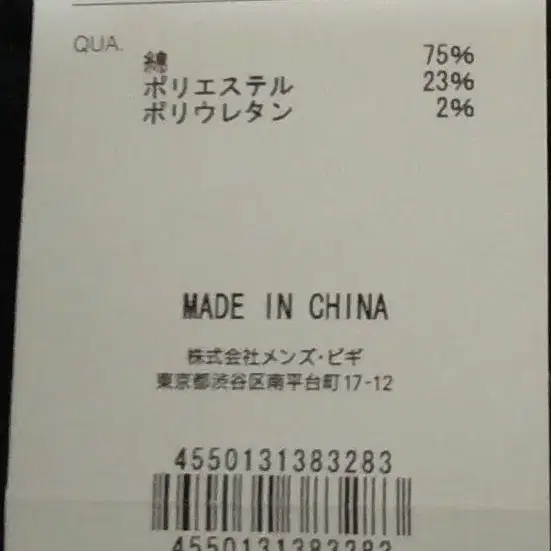 QUA.
綿 75%
ポリエステル 23%
ポリウレタン 2%
MADE IN CHINA
株式会社メンズ・ビギ
東京都渋谷区南平台町17-12
4550131383283
4550131383283